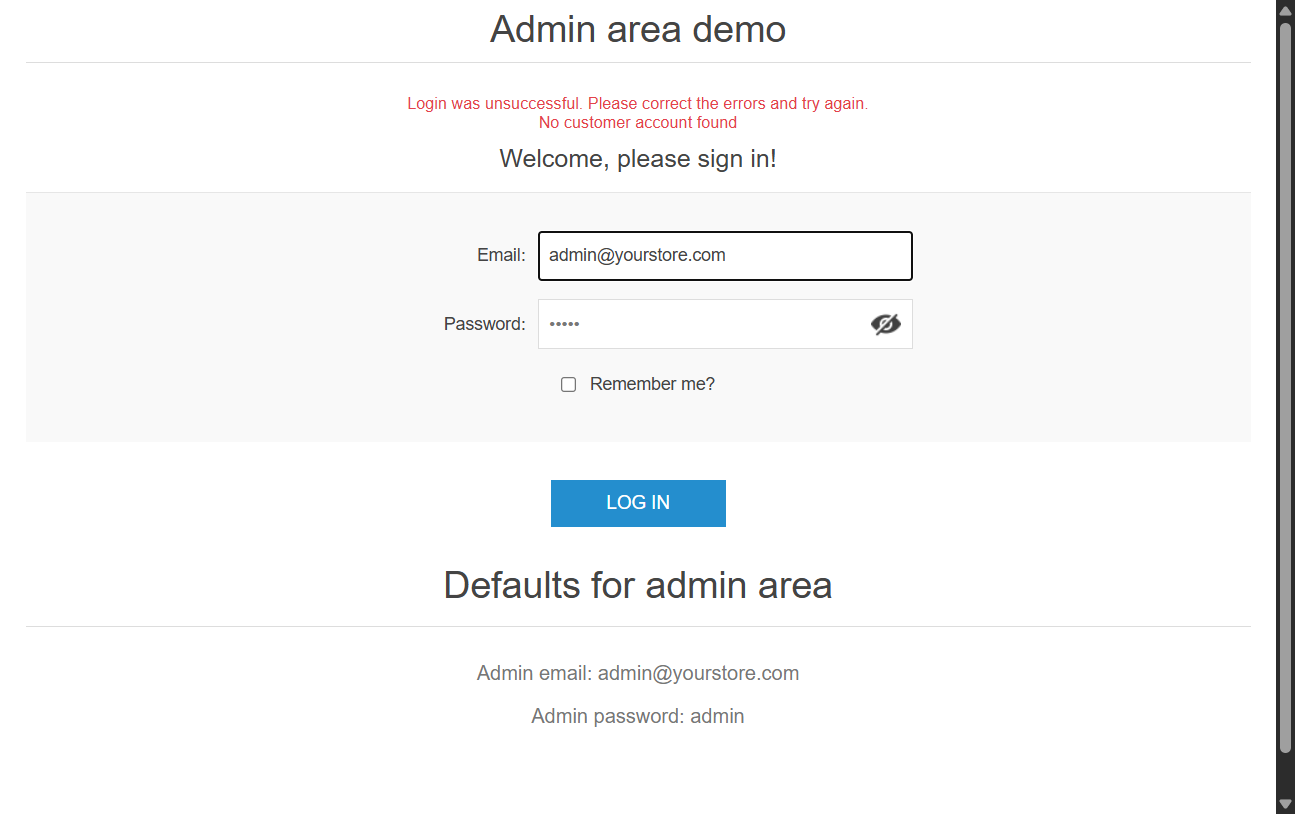 Admin area demo
Login was unsuccessful. Please correct the errors and try again.
No customer account found
Welcome, please sign in!
Email: admin@yourstore.com
Password: •••••
Remember me?
LOG IN
Defaults for admin area
Admin email: admin@yourstore.com
Admin password: admin